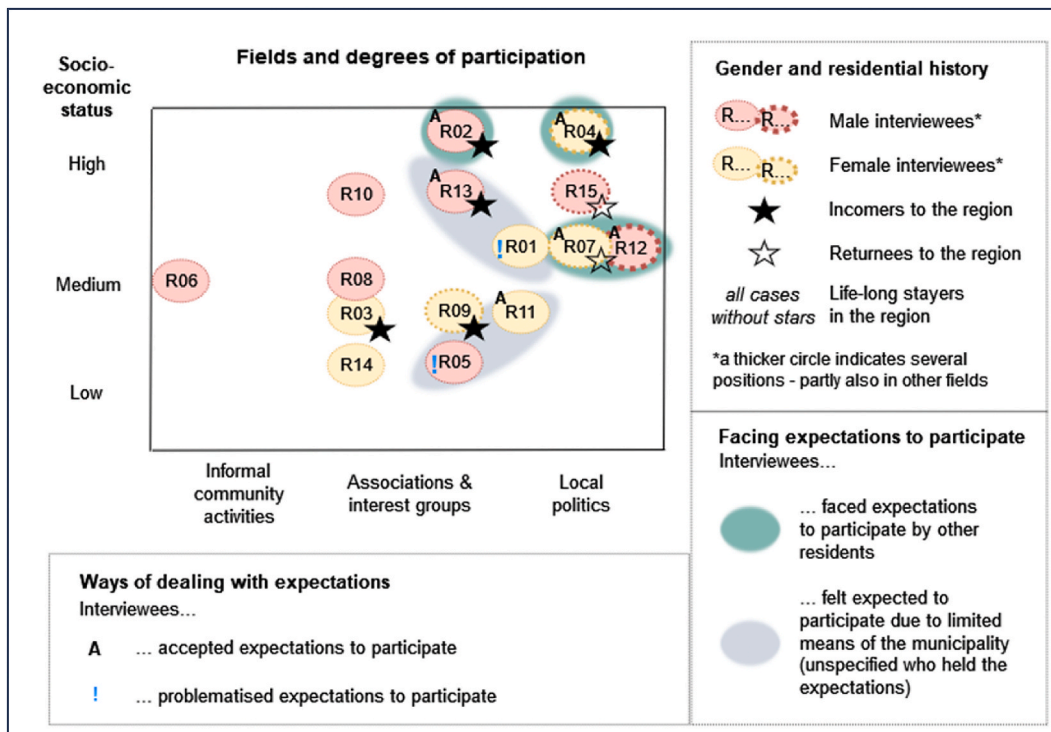 Fields and degrees of participation
Socio-
economic
status
High
Medium
Low
A
R02
A
R04
R10
A
R13
R15
!
R01
A
R07
A
R12
R06
R08
R03
R09
A
R11
R14
!
R05
Informal
community
activities
Associations &
interest groups
Local
politics
Ways of dealing with expectations
Interviewees...
A ... accepted expectations to participate
! ... problematised expectations to participate
Gender and residential history
R... R... Male interviewees*
R... R... Female interviewees*
Incomers to the region
Returnees to the region
all cases
without stars
Life-long stayers
in the region
*a thicker circle indicates several
positions - partly also in other fields
Facing expectations to participate
Interviewees...
... faced expectations
to participate by other
residents
... felt expected to
participate due to limited
means of the municipality
(unspecified who held the
expectations)